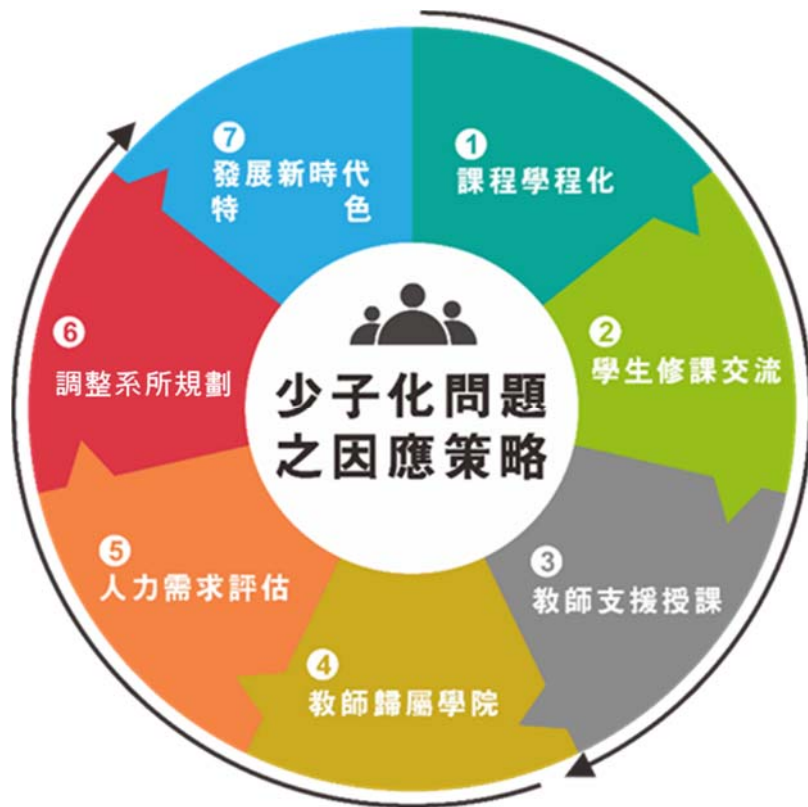 少子化問題
之因應策略
1
課程學程化
2
學生修課交流
3
教師支援授課
4
教師歸屬學院
5
人力需求評估
6
調整系所規劃
7
發展新時代
特色